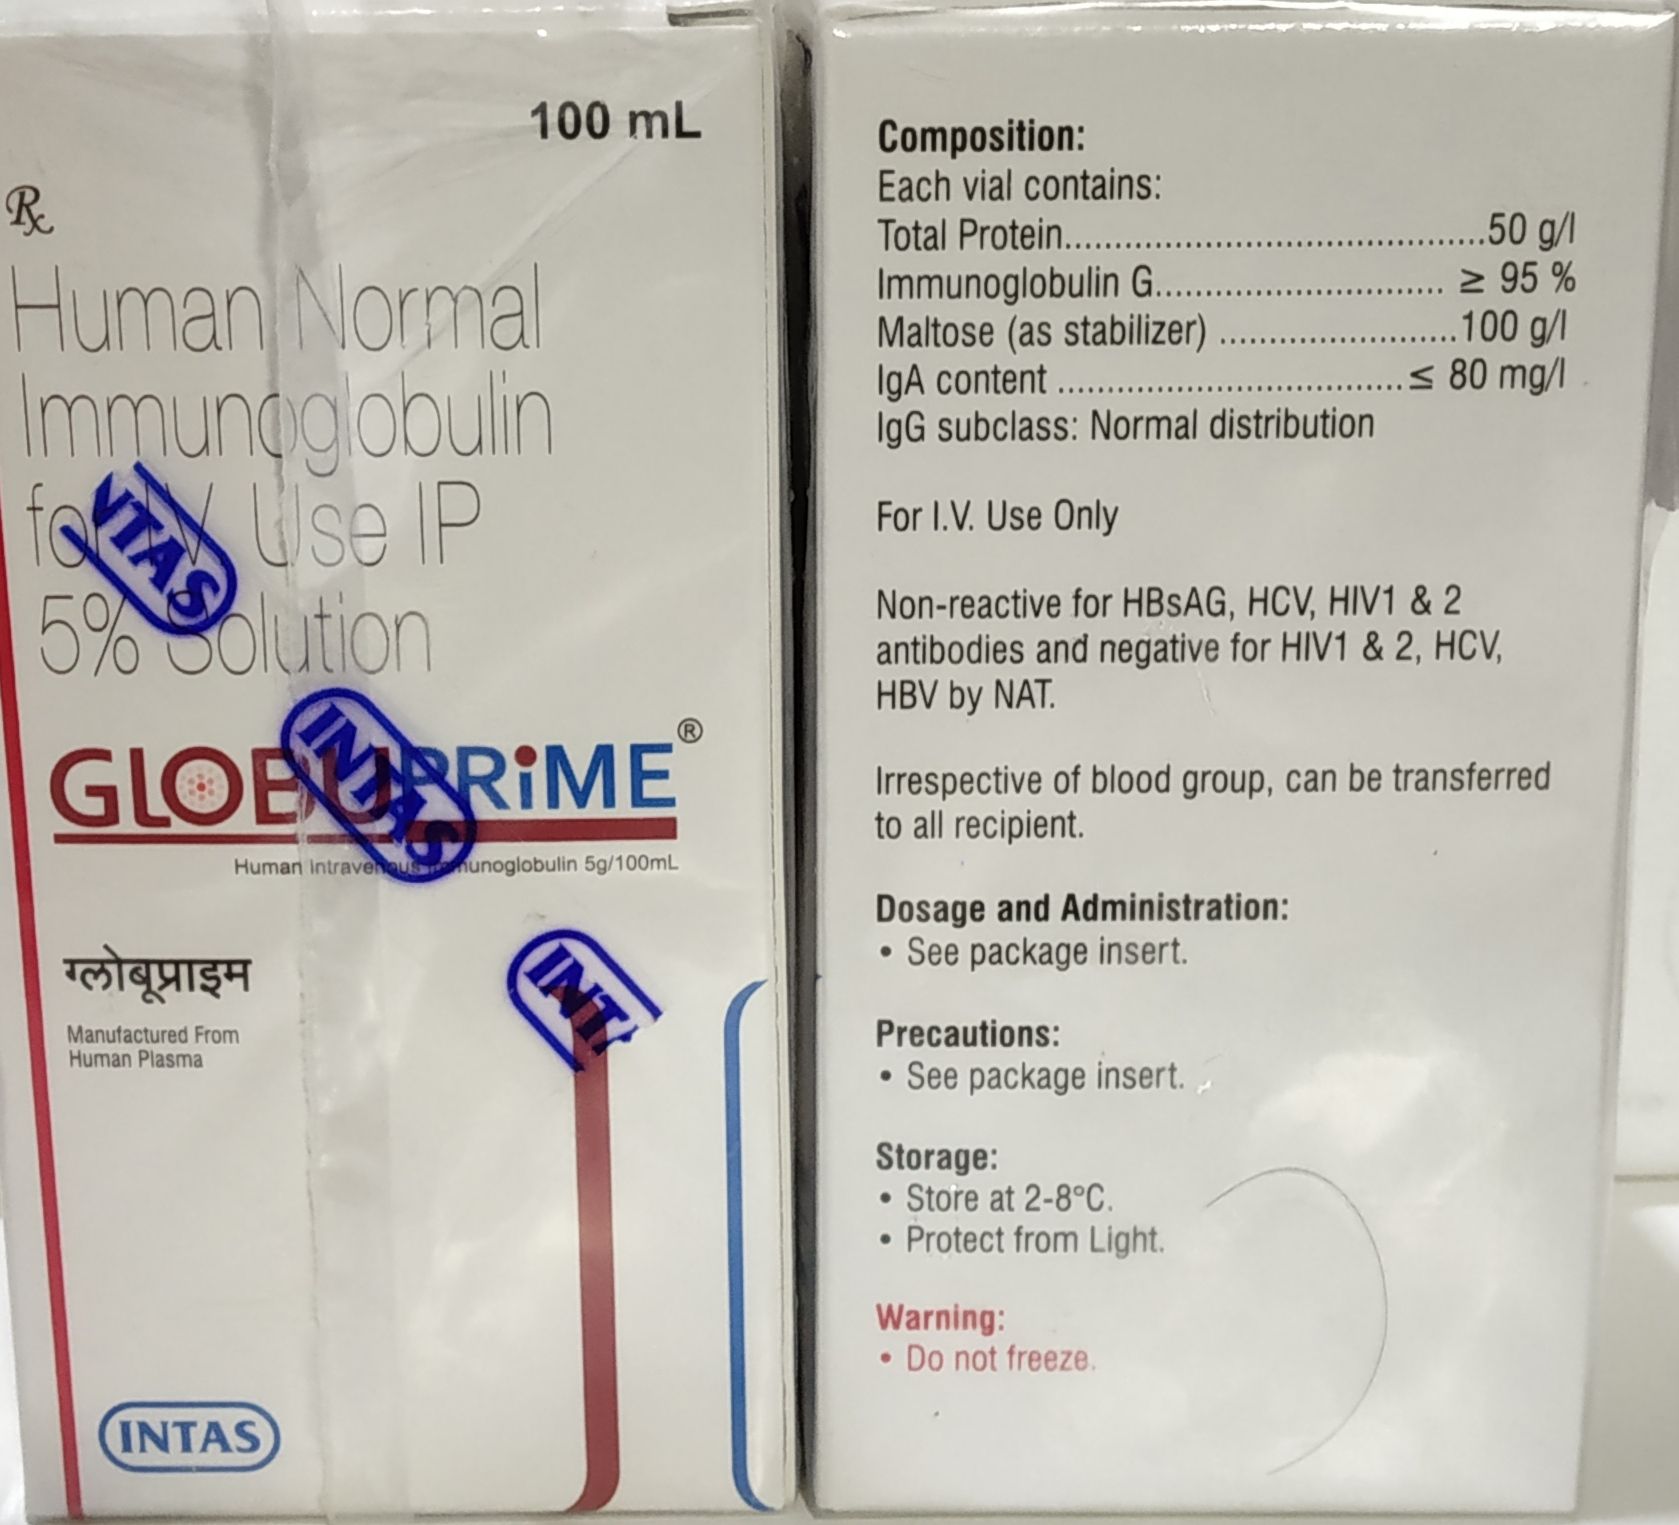 100 mL
Rx
Human Normal
Immunoglobulin
for IV Use IP
5% Solution
INTAS
INTAS
GLOBUPRiME®
Human Intravenous Immunoglobulin 5g/100mL
ग्लोबूप्राइम
INTA
Manufactured From
Human Plasma
INTAS
Composition:
Each vial contains:
Total Protein..........................................50 g/l
Immunoglobulin G............................. ≥ 95 %
Maltose (as stabilizer) ........................100 g/l
IgA content ...................................≤ 80 mg/l
IgG subclass: Normal distribution
For I.V. Use Only
Non-reactive for HBsAG, HCV, HIV1 & 2
antibodies and negative for HIV1 & 2, HCV,
HBV by NAT.
Irrespective of blood group, can be transferred
to all recipient.
Dosage and Administration:
• See package insert.
Precautions:
• See package insert.
Storage:
• Store at 2-8°C.
• Protect from Light.
Warning:
• Do not freeze.